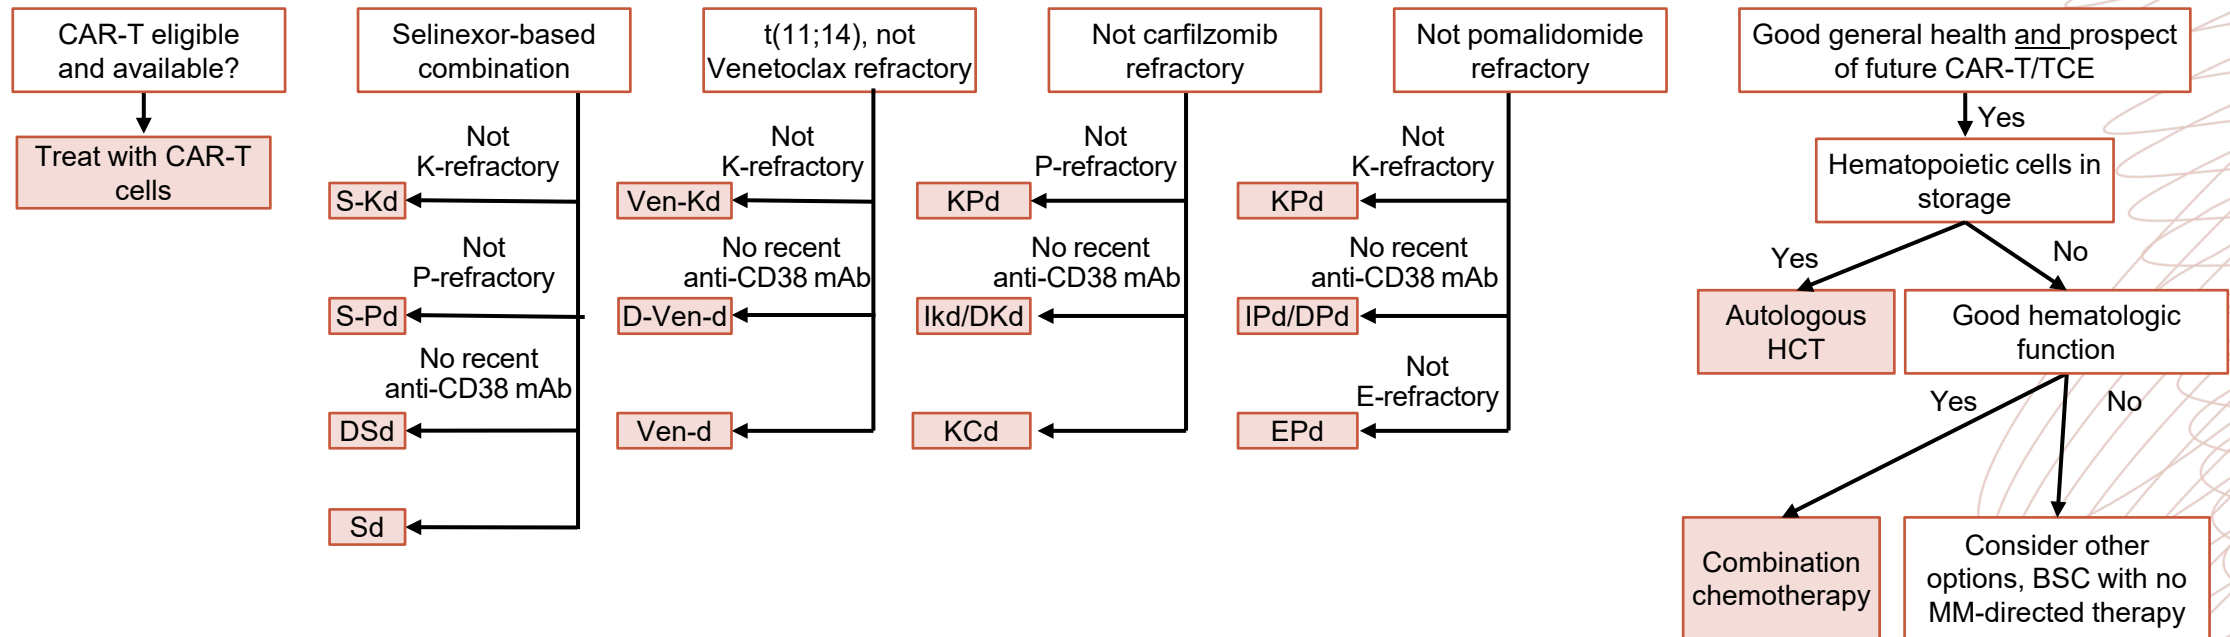 CAR-T eligible
and available?
Treat with CAR-T
cells
Selinexor-based
combination
Not
K-refractory
S-Kd
Not
P-refractory
S-Pd
No recent
anti-CD38 mAb
DSd
Sd
t(11;14), not
Venetoclax refractory
Not
K-refractory
Ven-Kd
No recent
anti-CD38 mAb
D-Ven-d
Ven-d
Not carfilzomib
refractory
Not
P-refractory
KPd
No recent
anti-CD38 mAb
Ikd/DKd
KCd
Not pomalidomide
refractory
Not
K-refractory
KPd
No recent
anti-CD38 mAb
IPd/DPd
Not
E-refractory
EPd
Good general health and prospect
of future CAR-T/TCE
Yes
Hematopoietic cells in
storage
Yes
No
Autologous
HCT
Good hematologic
function
Yes
No
Combination
chemotherapy
Consider other
options, BSC with no
MM-directed therapy